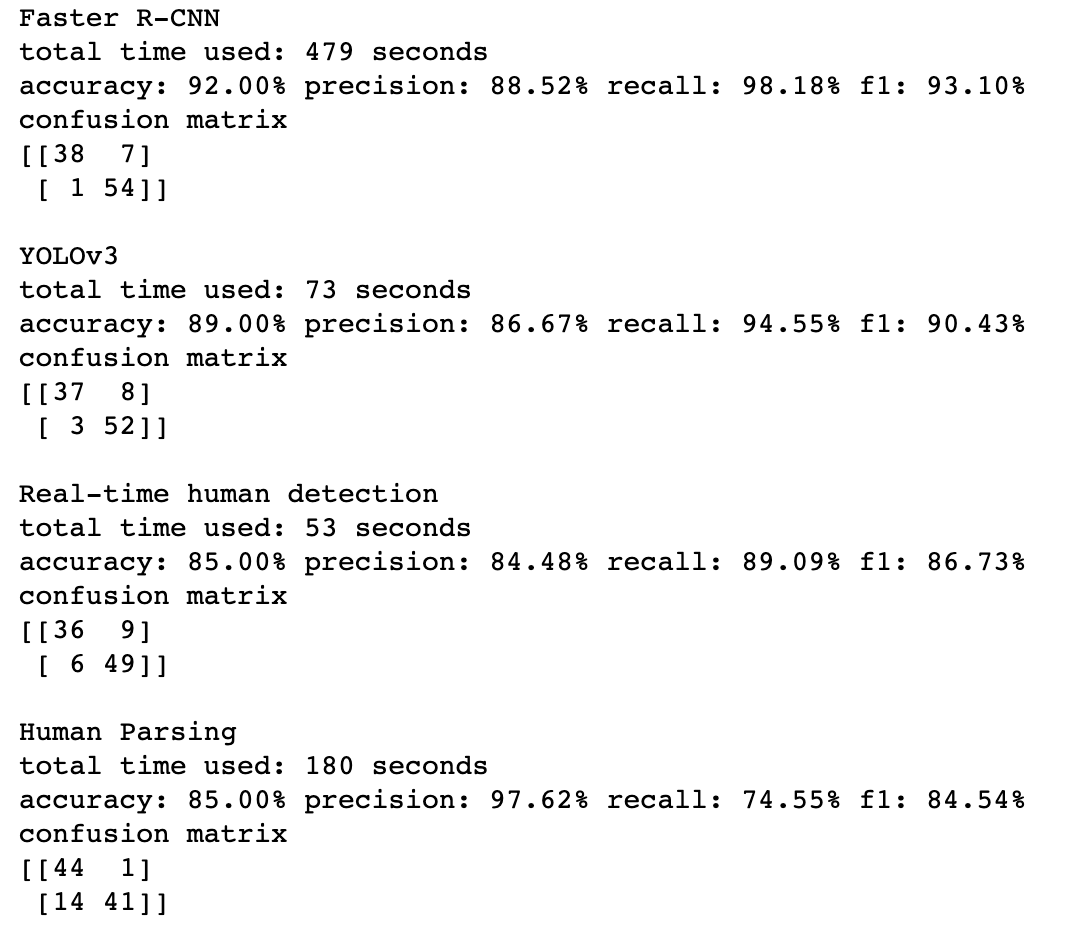 Faster R-CNN
total time used: 479 seconds
accuracy: 92.00% precision: 88.52% recall: 98.18% f1: 93.10%
confusion matrix
[[38  7]
 [ 1 54]]

YOLOv3
total time used: 73 seconds
accuracy: 89.00% precision: 86.67% recall: 94.55% f1: 90.43%
confusion matrix
[[37  8]
 [ 3 52]]

Real-time human detection
total time used: 53 seconds
accuracy: 85.00% precision: 84.48% recall: 89.09% f1: 86.73%
confusion matrix
[[36  9]
 [ 6 49]]

Human Parsing
total time used: 180 seconds
accuracy: 85.00% precision: 97.62% recall: 74.55% f1: 84.54%
confusion matrix
[[44  1]
 [14 41]]